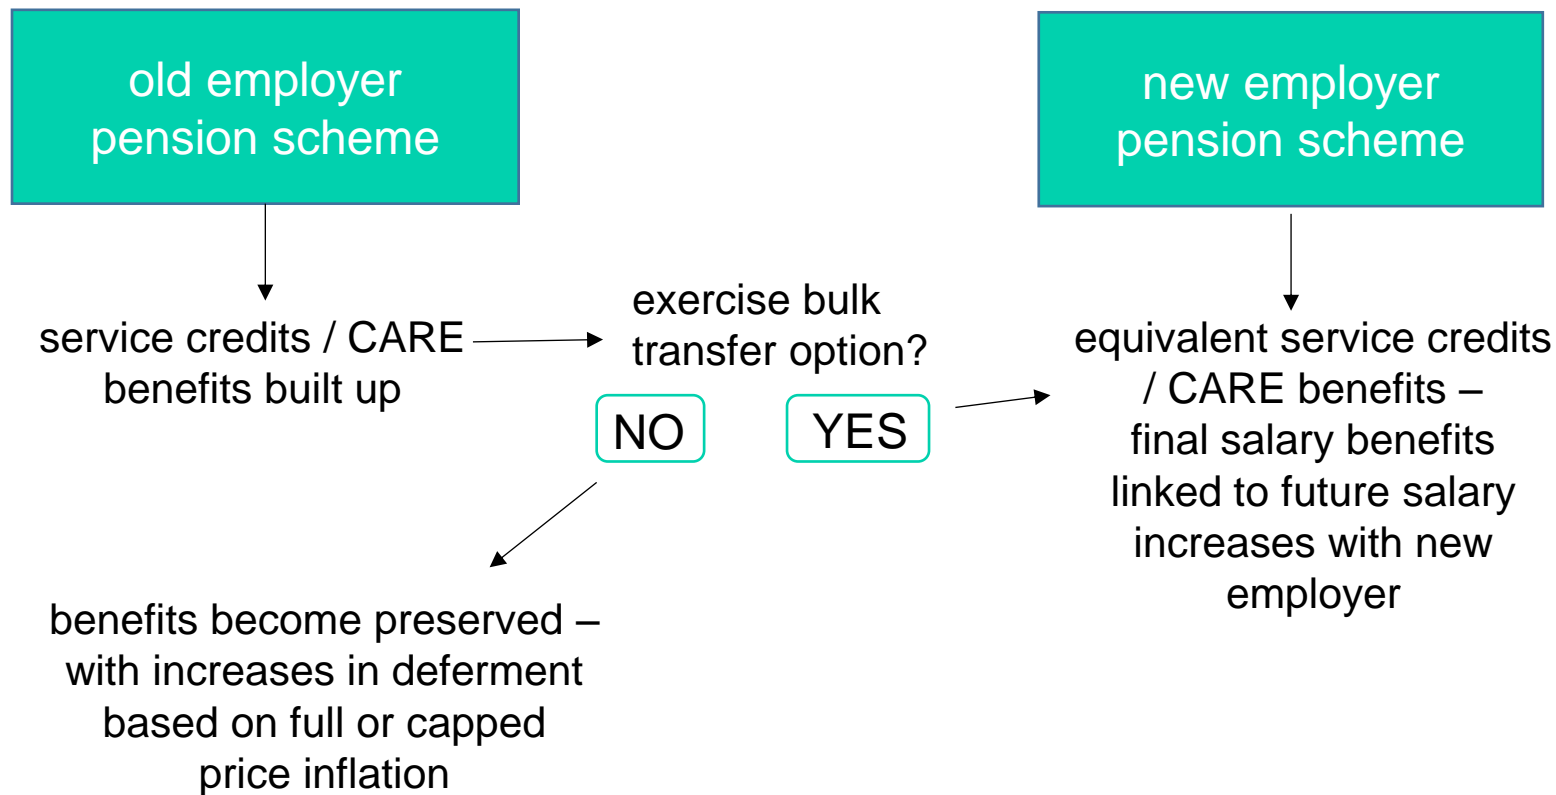 old employer
pension scheme
new employer
pension scheme
service credits / CARE
benefits built up
exercise bulk
transfer option?
NO
YES
equivalent service credits
/ CARE benefits –
final salary benefits
linked to future salary
increases with new
employer
benefits become preserved –
with increases in deferment
based on full or capped
price inflation